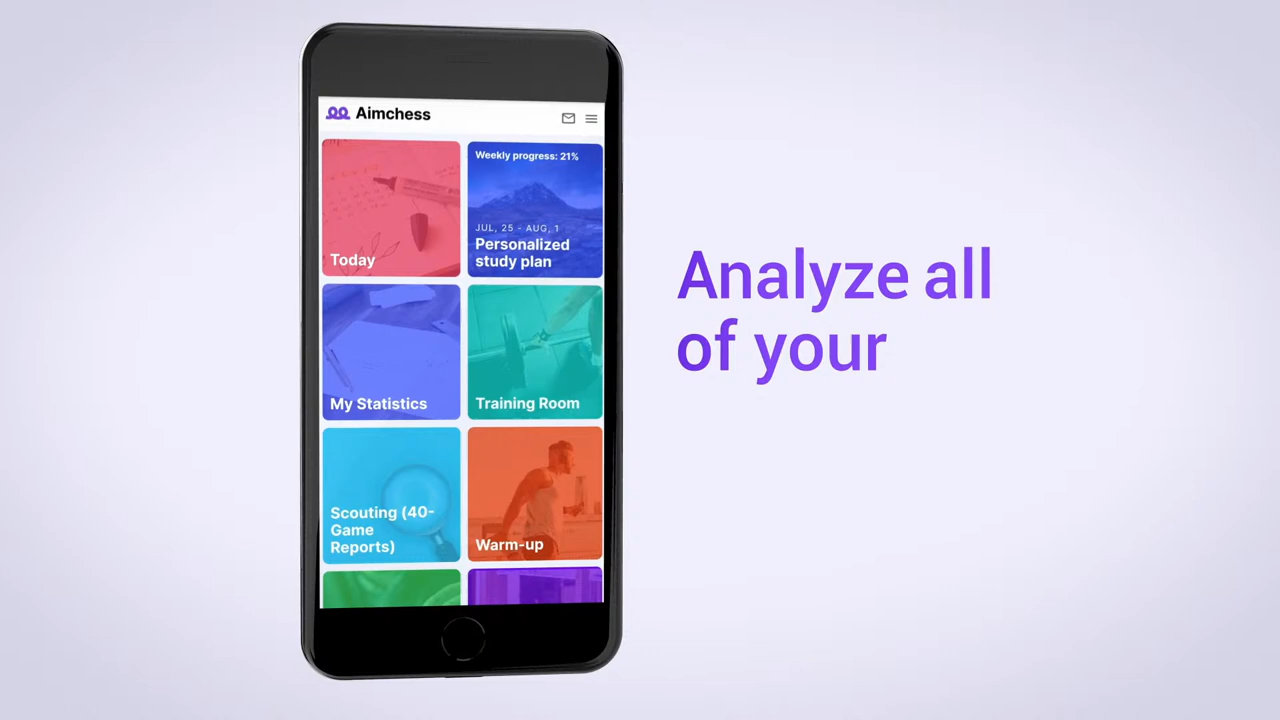 Aimchess
Today
Weekly progress: 21%
JUL, 25 - AUG, 1
Personalized
study plan
My Statistics
Training Room
Scouting (40-
Game
Reports)
Warm-up
Analyze all
of your